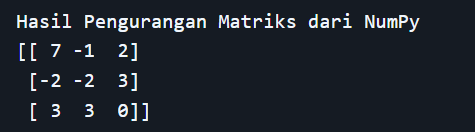 Hasil Pengurangan Matriks dari NumPy
[[ 7 -1  2]
 [-2 -2  3]
 [ 3  3  0]]